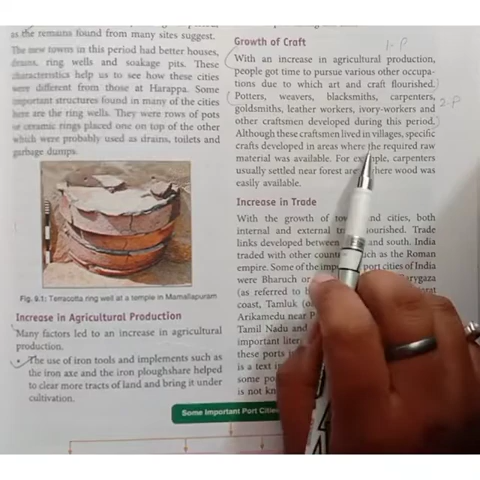 as the remains found from many sites suggest.
The new towns in this period had better houses,
drains, ring wells and soakage pits. These
characteristics help us to see how these cities
were different from those at Harappa. Some
important structures found in many of the cities
here are the ring wells. They were rows of pots
or ceramic rings placed one on top of the other
which were probably used as drains, toilets and
garbage dumps.
Fig. 8.1: Terracotta ring well at a temple in Mamallapuram
Increase in Agricultural Production
Many factors led to an increase in agricultural
production.
• The use of iron tools and implements such as
the iron axe and the iron ploughshare helped
to clear more tracts of land and bring it under
cultivation.
Growth of Craft
1-P
With an increase in agricultural production,
people got time to pursue various other occupa-
tions due to which art and craft flourished.
Potters, weavers, blacksmiths, carpenters,
2-P
goldsmiths, leather workers, ivory-workers and
other craftsmen developed during this period.
Although these craftsmen lived in villages, specific
crafts developed in areas where the required raw
material was available. For example, carpenters
usually settled near forest where wood was
easily available.
Increase in Trade
With the growth of and cities, both
internal and external flourished. Trade
links developed between and south. India
traded with other such as the Roman
empire. Some of the port cities of India
were Bharuch or Barygaza
(as referred to
coast, Tamluk
Arikamedu near
Tamil Nadu and
important
these ports
is a text
some
is not
Some Important Port